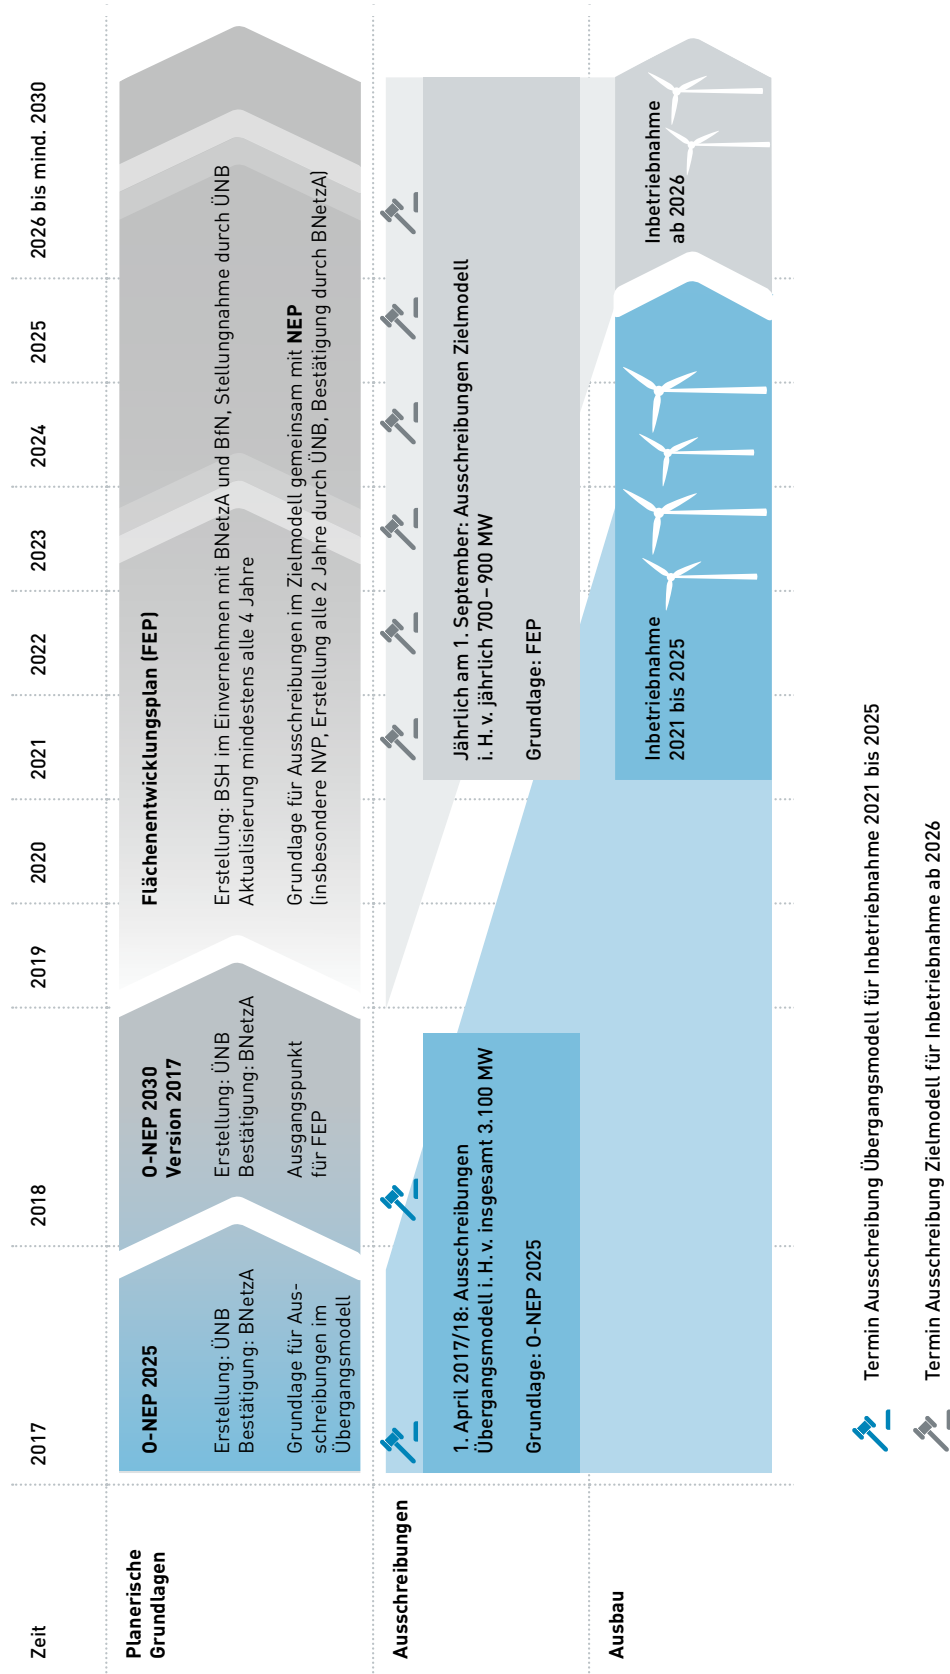 Zeit
2017
2018
2019
2020
2021
2022
2023
2024
2025
2026 bis mind. 2030
Planerische
Grundlagen
O-NEP 2025
Erstellung: ÜNB
Bestätigung: BNetzA
Grundlage für Aus-
schreibungen im
Übergangsmodell
O-NEP 2030
Version 2017
Erstellung: ÜNB
Bestätigung: BNetzA
Ausgangspunkt
für FEP
Flächenentwicklungsplan (FEP)
Erstellung: BSH im Einvernehmen mit BNetzA und BfN, Stellungnahme durch ÜNB
Aktualisierung mindestens alle 4 Jahre
Grundlage für Ausschreibungen im Zielmodell gemeinsam mit NEP
(insbesondere NVP, Erstellung alle 2 Jahre durch ÜNB, Bestätigung durch BNetzA)
Ausschreibungen
1. April 2017/18: Ausschreibungen
Übergangsmodell i. H. v. insgesamt 3.100 MW
Grundlage: O-NEP 2025
Jährlich am 1. September: Ausschreibungen Zielmodell
i. H. v. jährlich 700 – 900 MW
Grundlage: FEP
Ausbau
Inbetriebnahme
2021 bis 2025
Inbetriebnahme
ab 2026
Termin Ausschreibung Übergangsmodell für Inbetriebnahme 2021 bis 2025
Termin Ausschreibung Zielmodell für Inbetriebnahme ab 2026